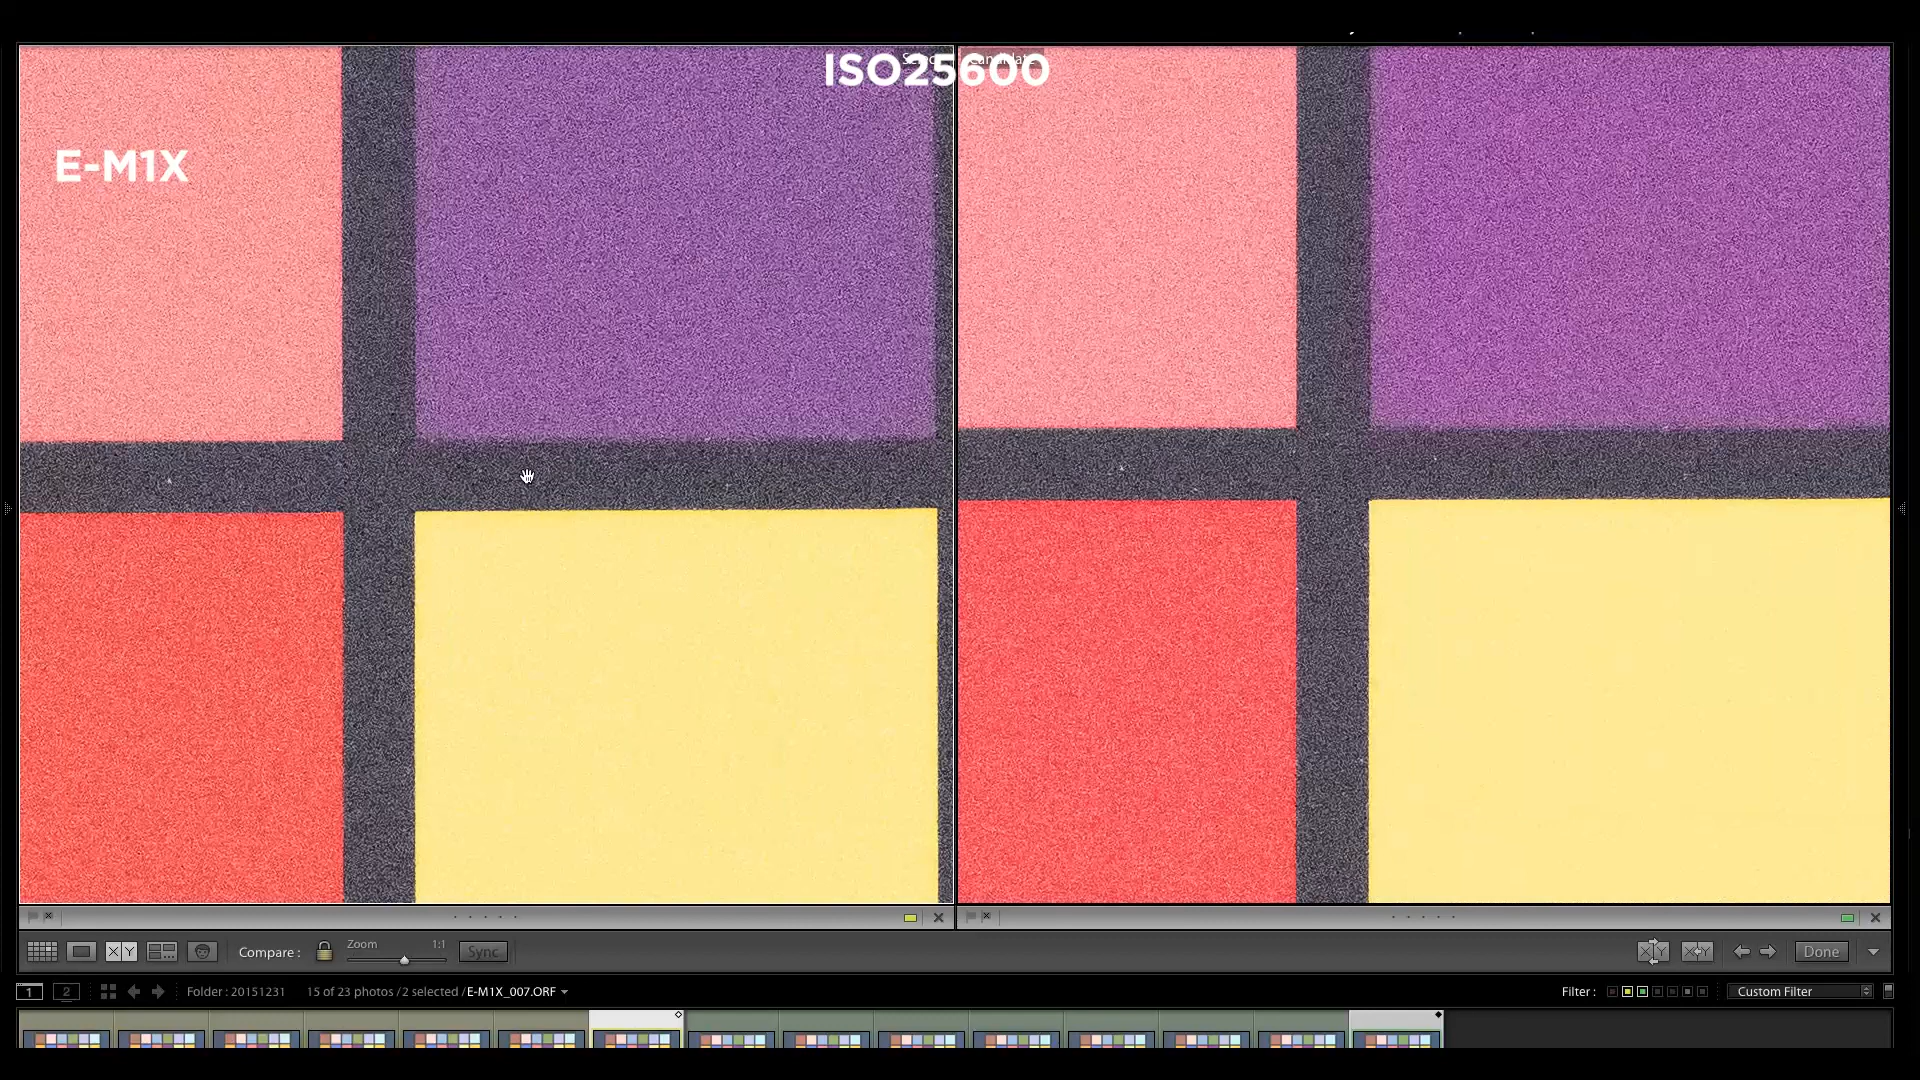 ISO25600
E-M1X
Compare :
Zoom
1:1
Sync
XY
Done
1
2
Folder : 20151231
15 of 23 photos /2 selected /E-M1X_007.ORF
Filter :
Custom Filter